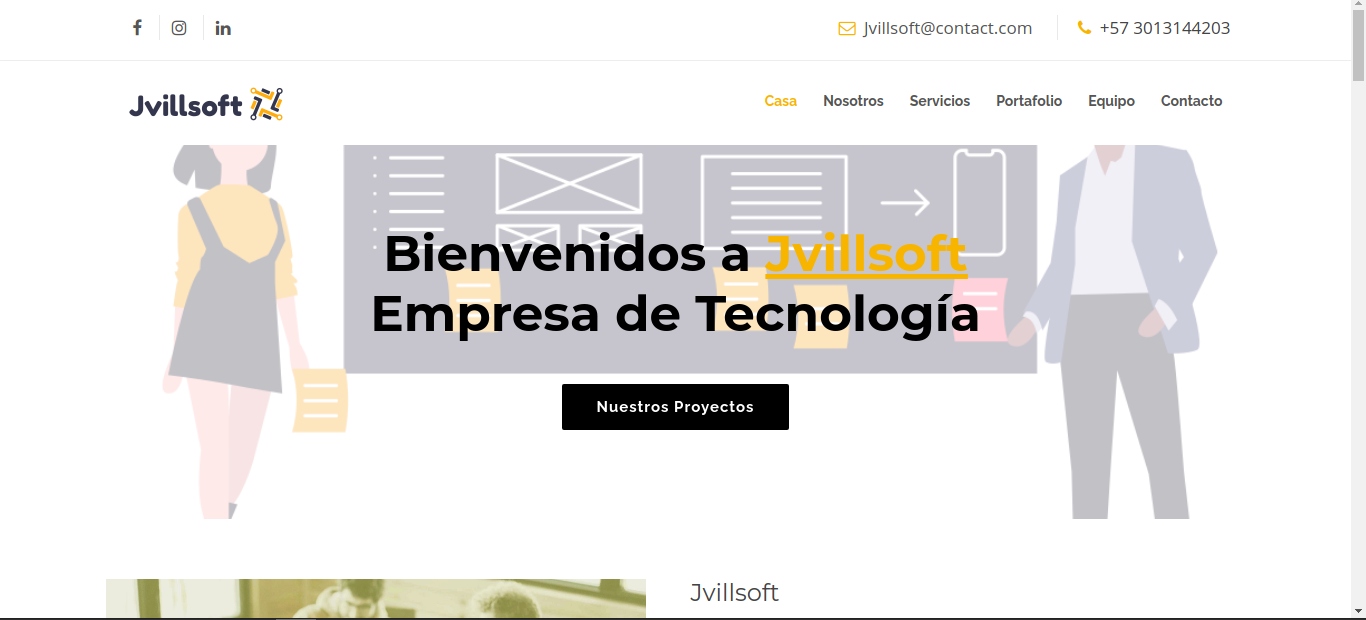 Jvillsoft@contact.com +57 3013144203
Jvillsoft Casa Nosotros Servicios Portafolio Equipo Contacto
Bienvenidos a Jvillsoft
Empresa de Tecnología
Nuestros Proyectos
Jvillsoft